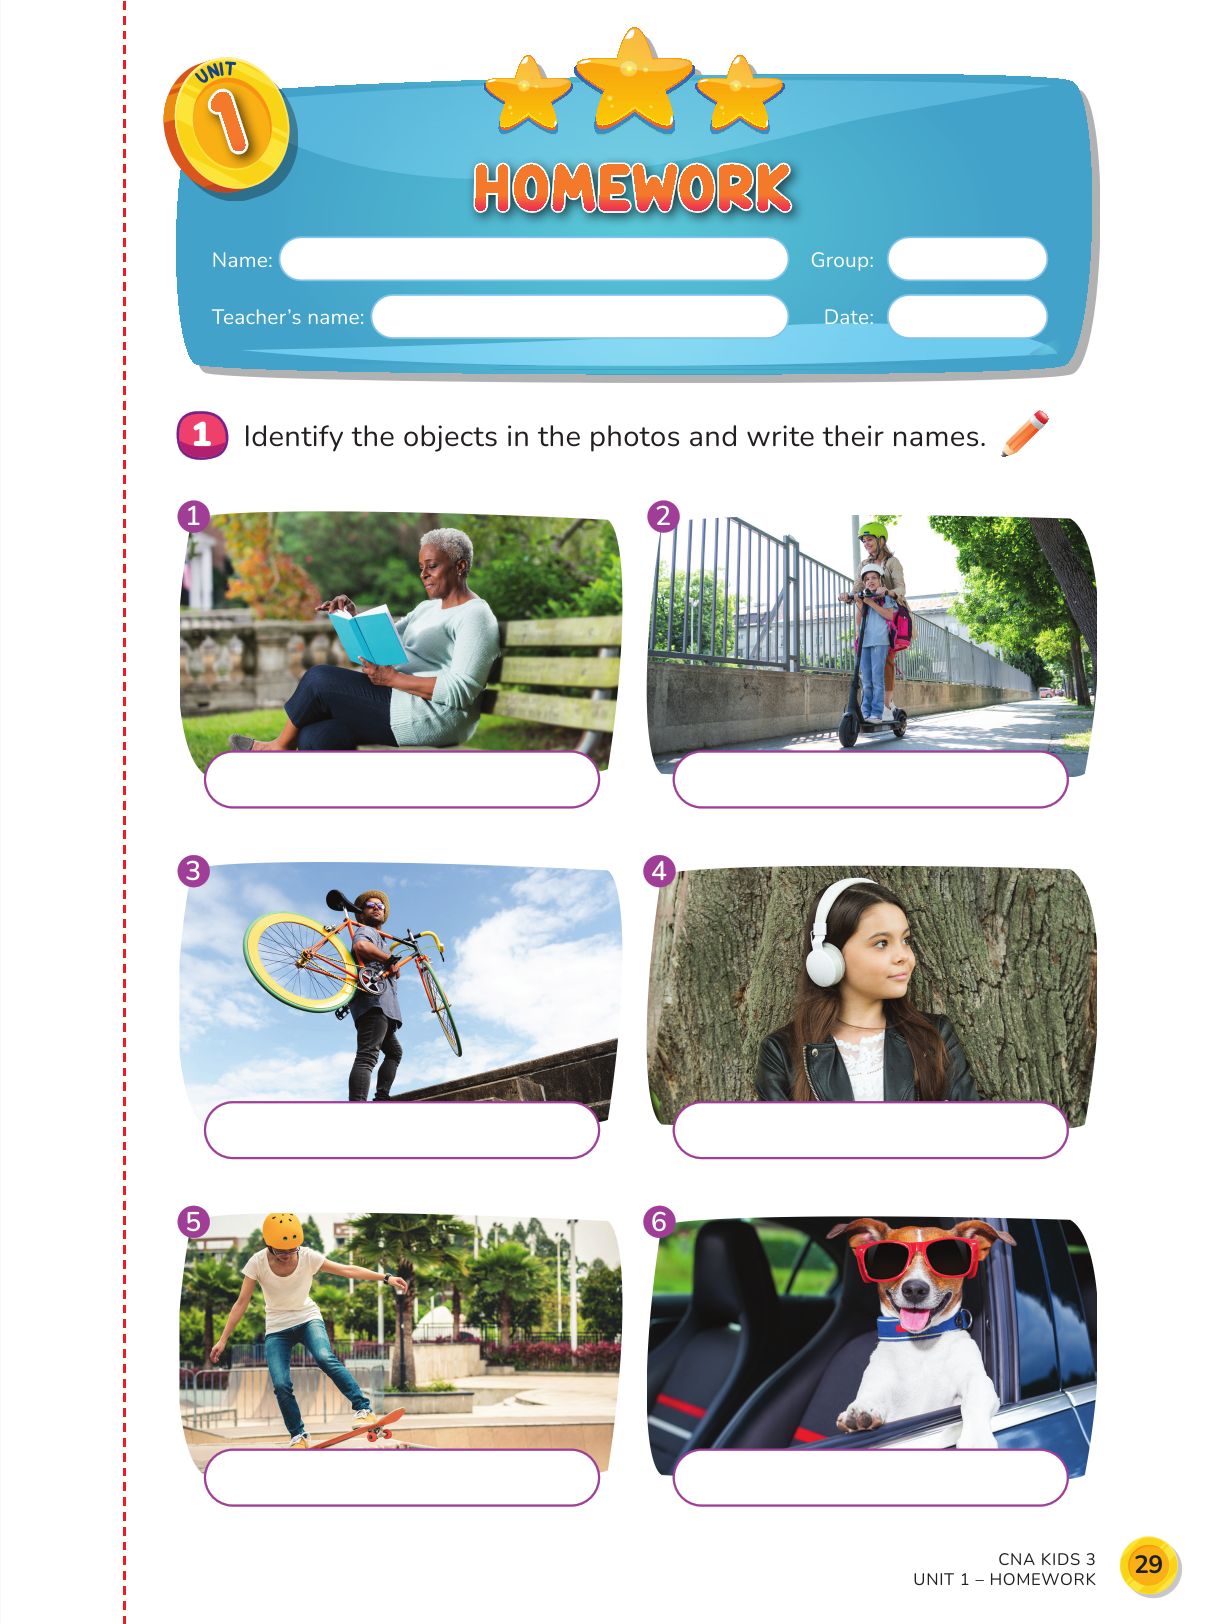 UNIT
1
HOMEWORK
Name:
Group:
Teacher's name:
Date:
1 Identify the objects in the photos and write their names.
1
2
3
4
5
6
CNA KIDS 3
UNIT 1 – HOMEWORK
29